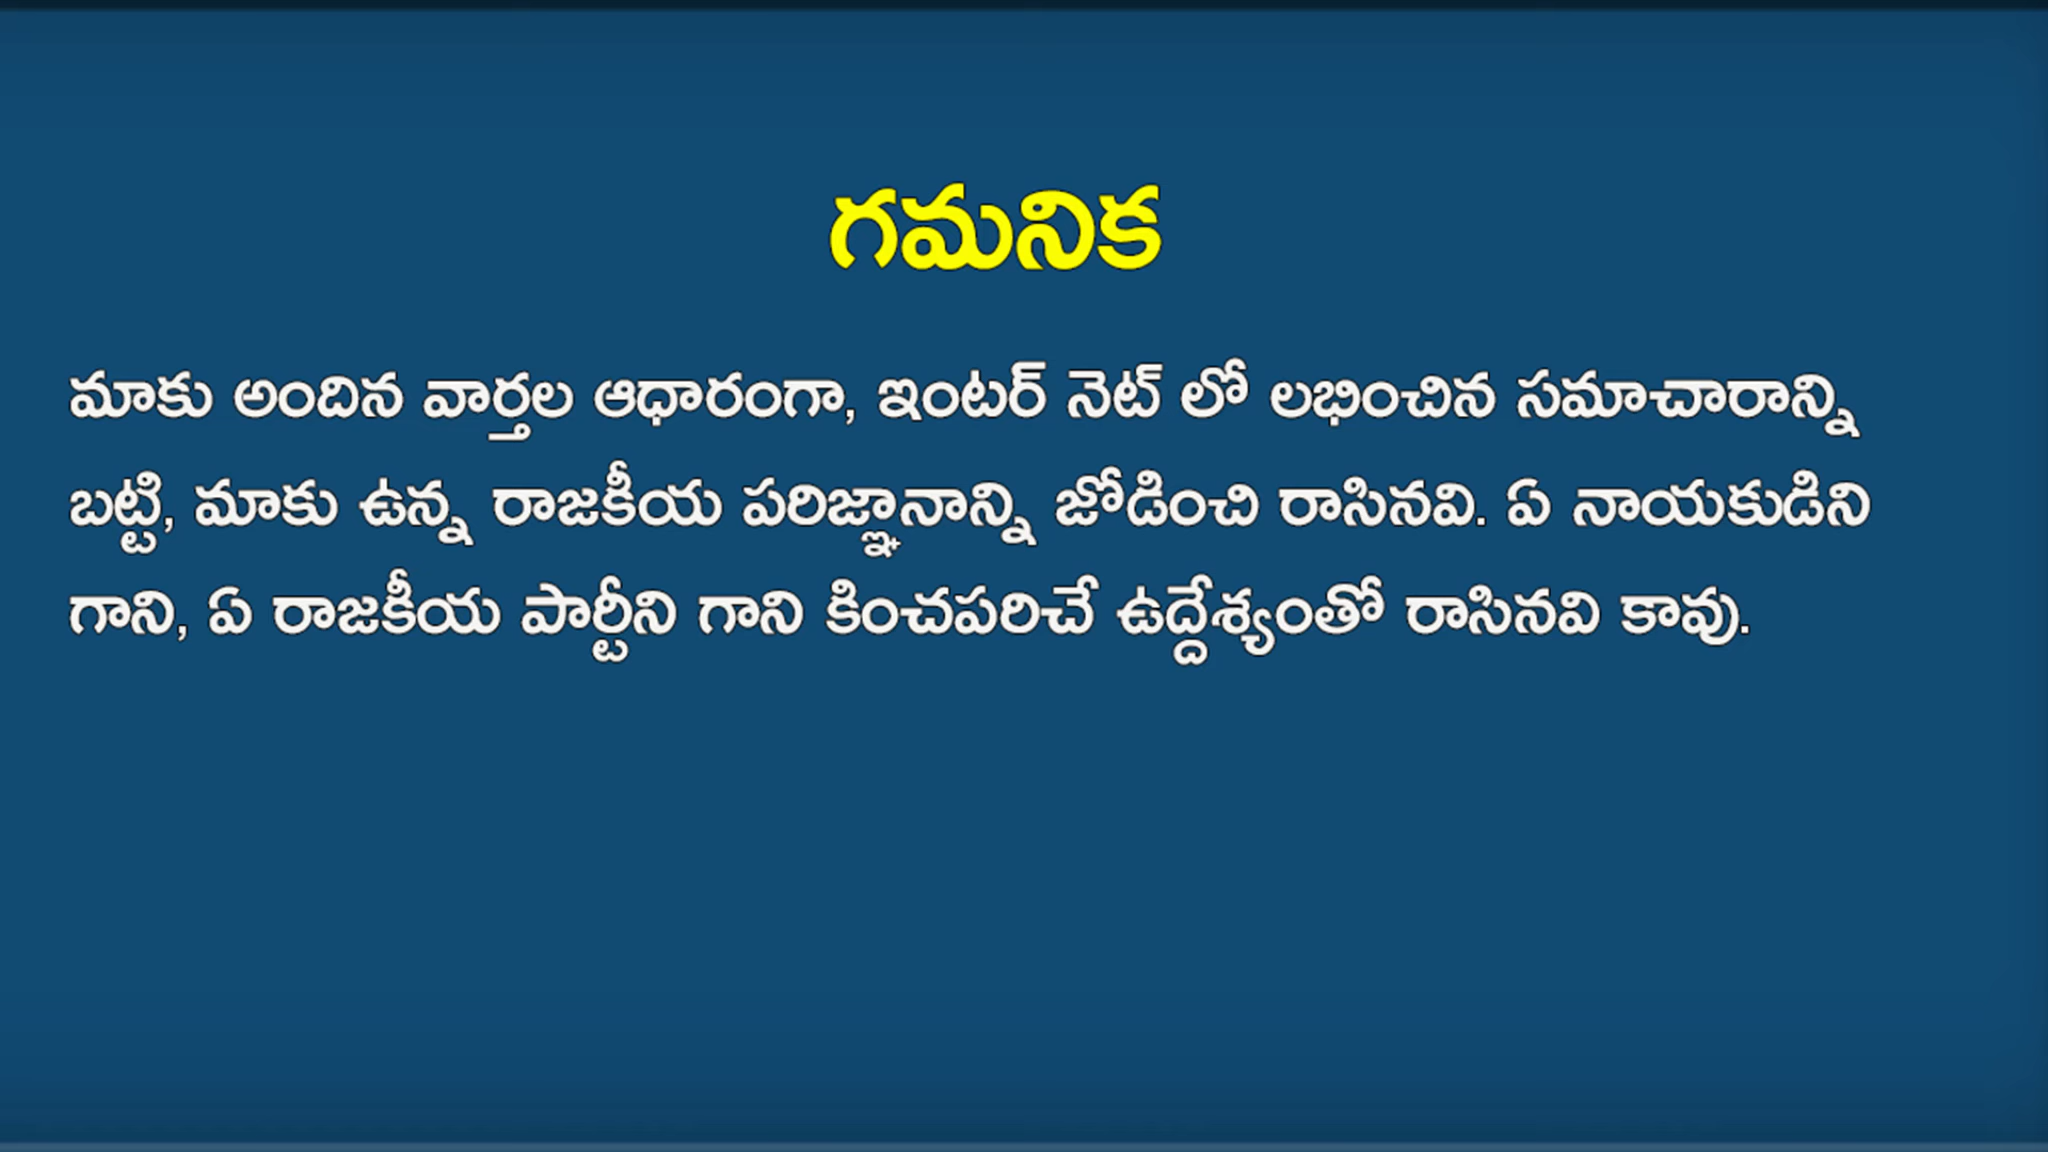 గమనిక
మాకు అందిన వార్తల ఆధారంగా, ఇంటర్ నెట్ లో లభించిన సమాచారాన్ని
బట్టి, మాకు ఉన్న రాజకీయ పరిజ్ఞానాన్ని జోడించి రాసినవి. ఏ నాయకుడిని
గాని, ఏ రాజకీయ పార్టీని గాని కించపరిచే ఉద్దేశ్యంతో రాసినవి కావు.